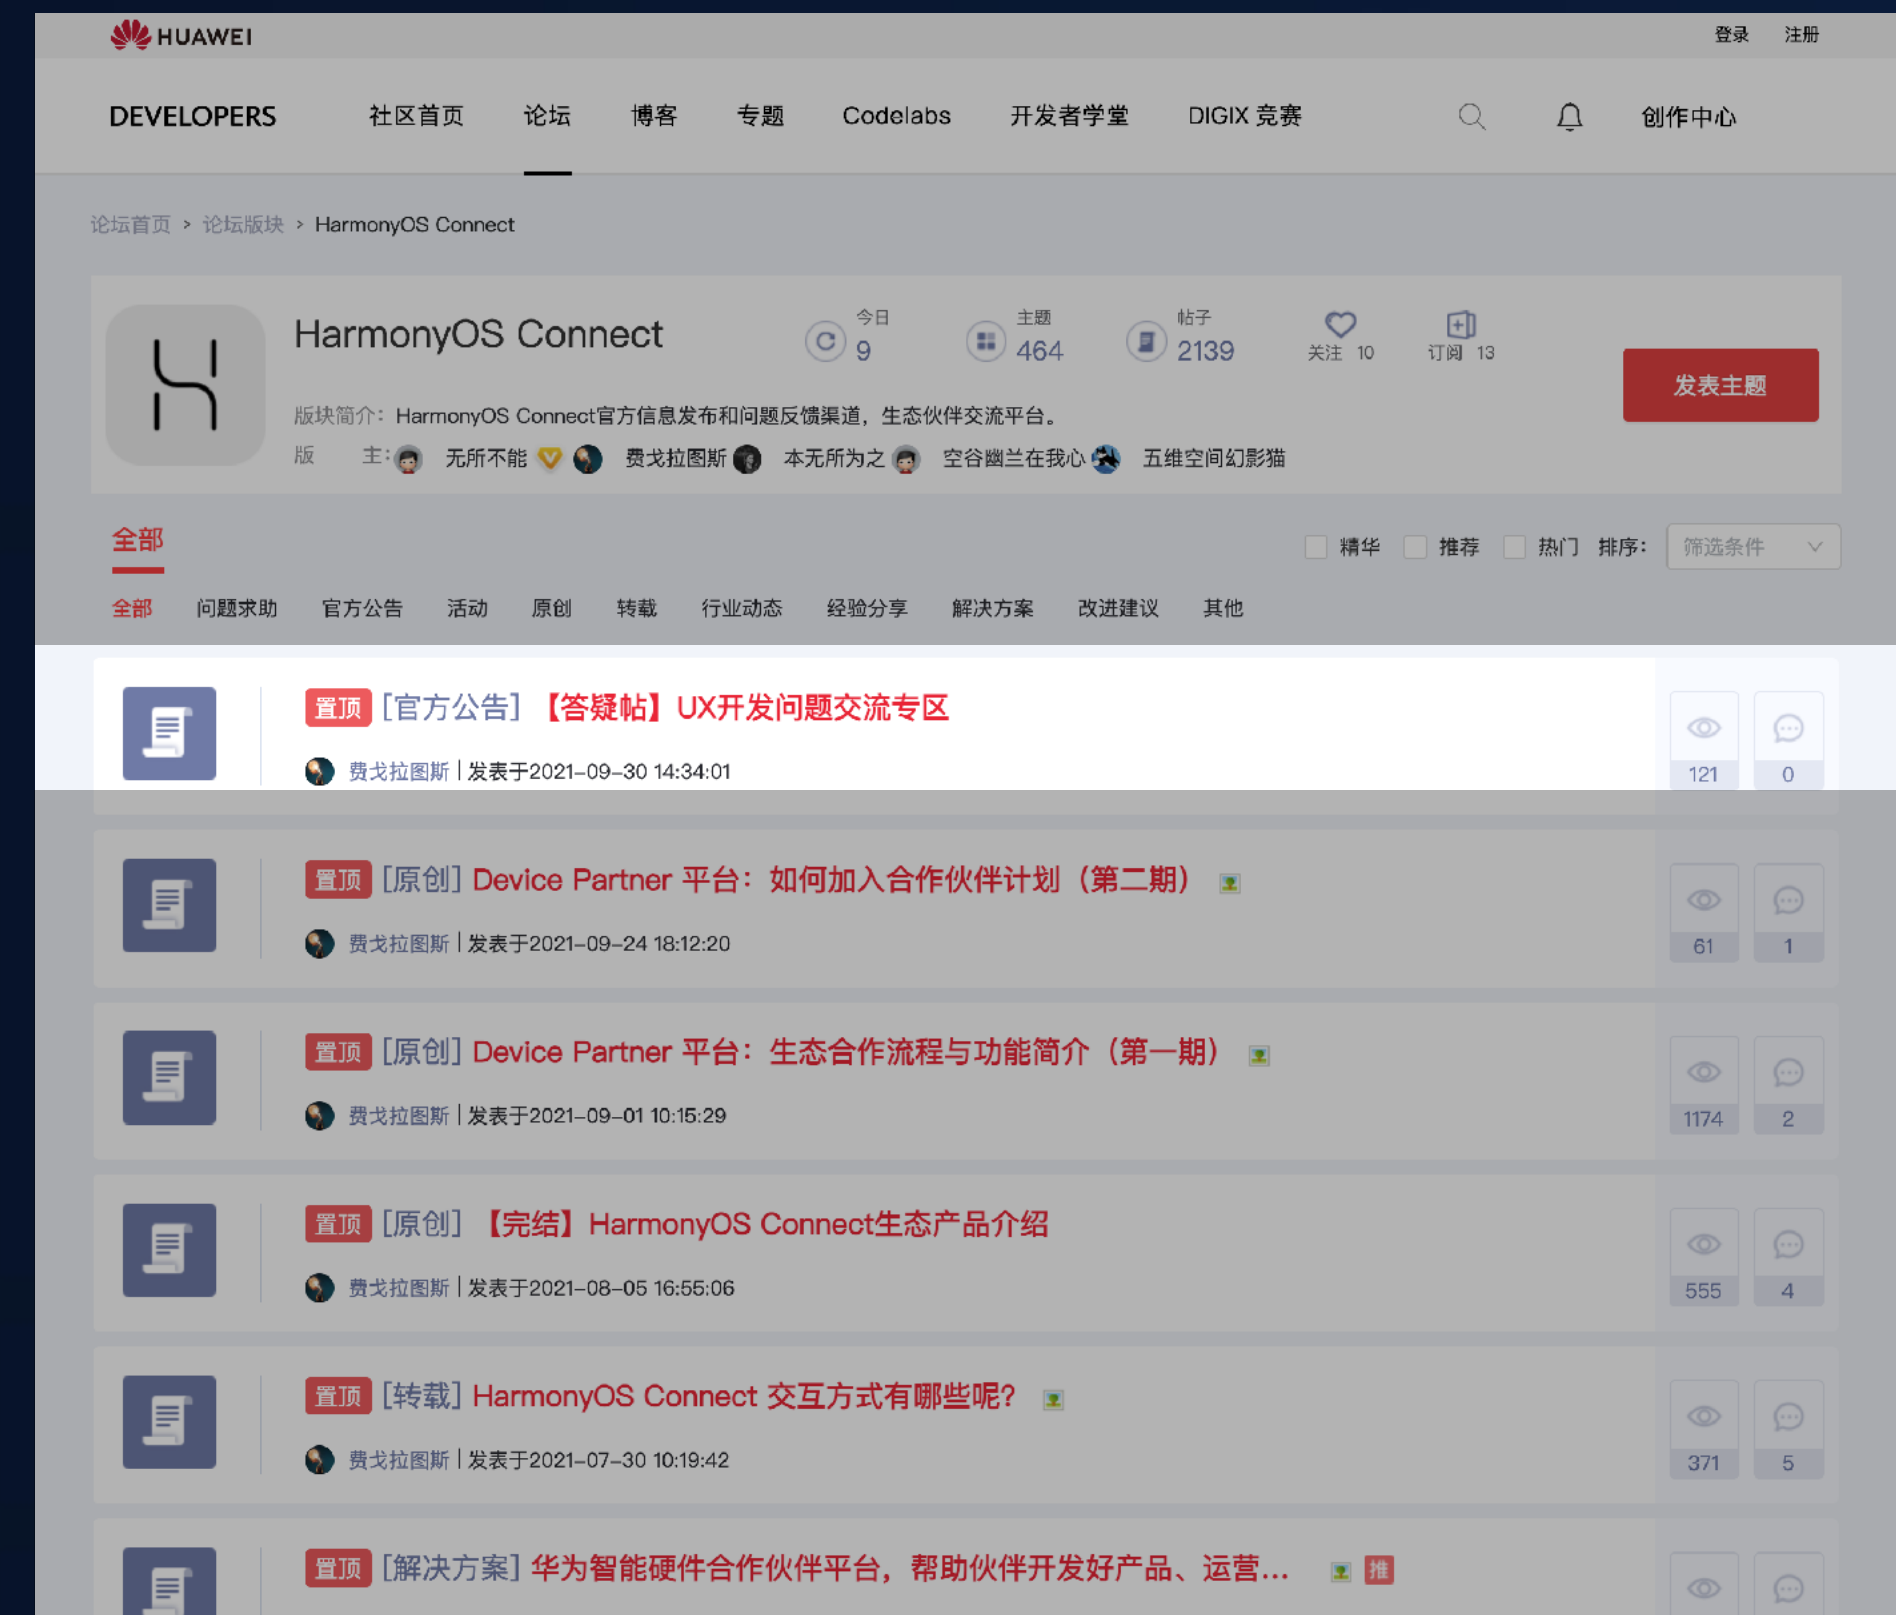 HUAWEI
登录 注册
DEVELOPERS 社区首页 论坛 博客 专题 Codelabs 开发者学堂 DIGIX 竞赛 创作中心
论坛首页 > 论坛版块 > HarmonyOS Connect
HarmonyOS Connect
今日 9
主题 464
帖子 2139
关注 10
订阅 13
发表主题
版块简介：HarmonyOS Connect官方信息发布和问题反馈渠道，生态伙伴交流平台。
版 主： 无所不能 费戈拉图斯 本无所为之 空谷幽兰在我心 五维空间幻影猫
全部
精华 推荐 热门 排序： 筛选条件
全部 问题求助 官方公告 活动 原创 转载 行业动态 经验分享 解决方案 改进建议 其他
置顶 [官方公告] 【答疑帖】UX开发问题交流专区
费戈拉图斯 | 发表于2021-09-30 14:34:01
121 0
置顶 [原创] Device Partner 平台：如何加入合作伙伴计划（第二期）
费戈拉图斯 | 发表于2021-09-24 18:12:20
61 1
置顶 [原创] Device Partner 平台：生态合作流程与功能简介（第一期）
费戈拉图斯 | 发表于2021-09-01 10:15:29
1174 2
置顶 [原创] 【完结】HarmonyOS Connect生态产品介绍
费戈拉图斯 | 发表于2021-08-05 16:55:06
555 4
置顶 [转载] HarmonyOS Connect 交互方式有哪些呢？
费戈拉图斯 | 发表于2021-07-30 10:19:42
371 5
置顶 [解决方案] 华为智能硬件合作伙伴平台，帮助伙伴开发好产品、运营... 推